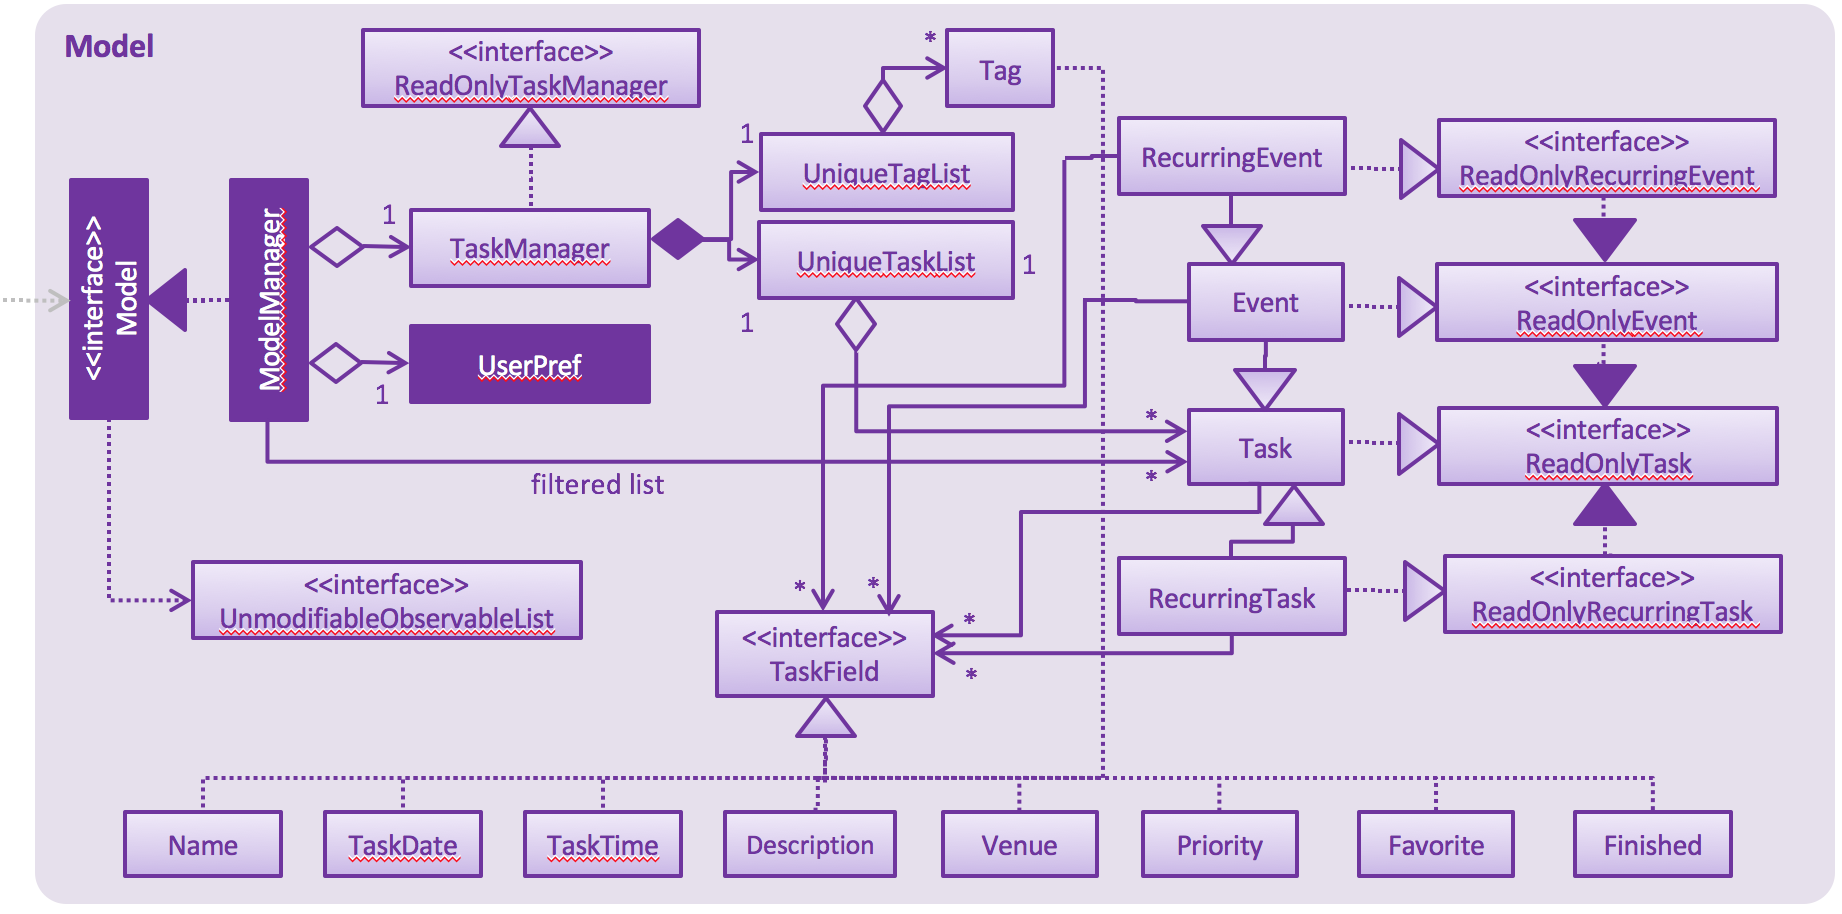 Model
<<interface>>
ReadOnlyTaskManager
*
Tag
1
UniqueTagList
RecurringEvent
<<interface>>
ReadOnlyRecurringEvent
<<interface>>
Model
ModelManager
1
TaskManager
UniqueTaskList
1
1
Event
<<interface>>
ReadOnlyEvent
UserPref
1
*
Task
*
<<interface>>
ReadOnlyTask
filtered list
<<interface>>
UnmodifiableObservableList
*
*
*
*
RecurringTask
<<interface>>
ReadOnlyRecurringTask
<<interface>>
TaskField
Name
TaskDate
TaskTime
Description
Venue
Priority
Favorite
Finished